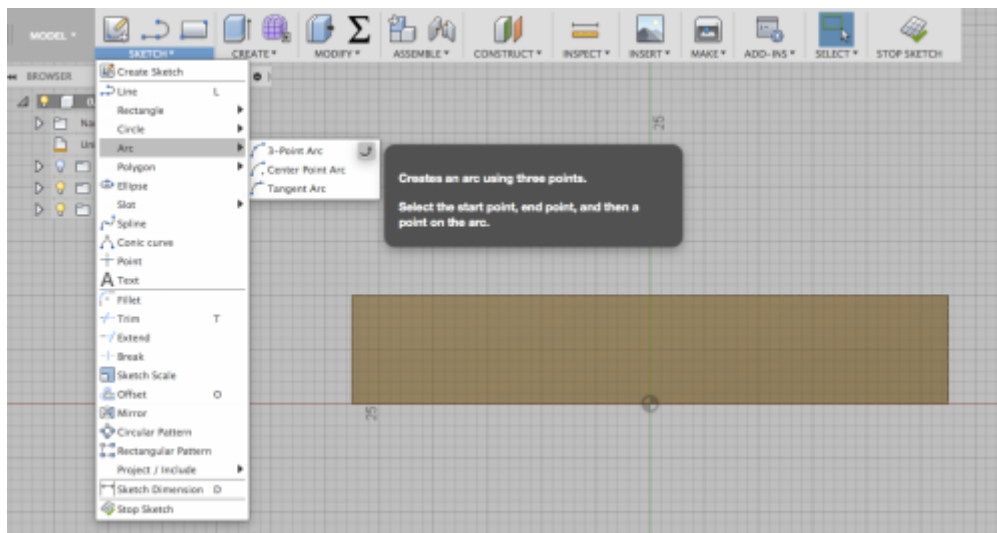 MODEL
SKETCH
CREATE
MODIFY
ASSEMBLE
CONSTRUCT
INSPECT
INSERT
MAKE
ADD-INS
SELECT
STOP SKETCH
BROWSER
Create Sketch
Line L
Rectangle
Circle
Arc
Polygon
Ellipse
Slot
Spline
Conic curve
Point
Text
Fillet
Trim T
Extend
Break
Sketch Scale
Offset O
Mirror
Circular Pattern
Rectangular Pattern
Project / Include
Sketch Dimension D
Stop Sketch
3-Point Arc
Center Point Arc
Tangent Arc
Creates an arc using three points.
Select the start point, end point, and then a
point on the arc.
25
25